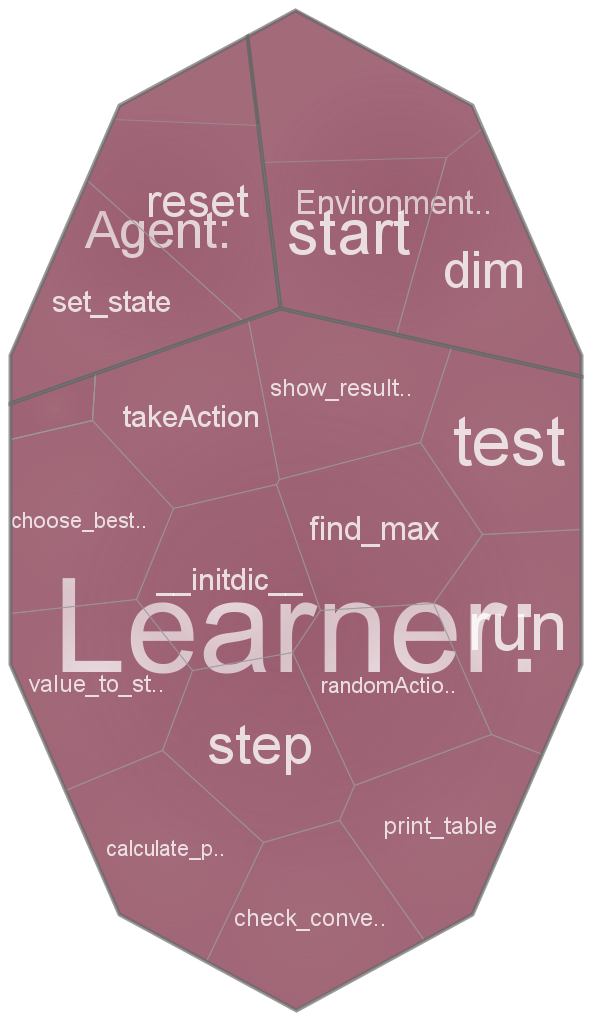 reset
Environment..
Agent:
start
dim
set_state
show_result..
takeAction
test
choose_best..
find_max
__initdic__
Learner:
run
value_to_st..
randomActio..
step
print_table
calculate_p..
check_conve..